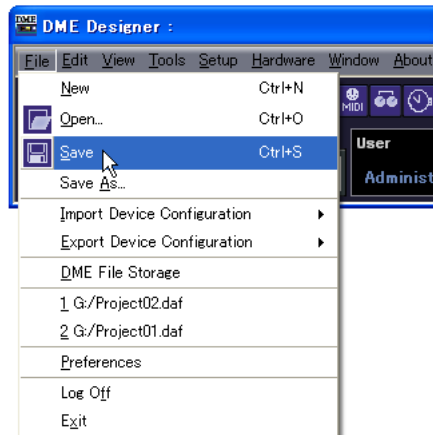 DME Designer :
File Edit View Tools Setup Hardware Window About
New Ctrl+N
Open... Ctrl+O
Save Ctrl+S
Save As...
Import Device Configuration
Export Device Configuration
DME File Storage
1 G:/Project02.daf
2 G:/Project01.daf
Preferences
Log Off
Exit
MIDI
User
Administ